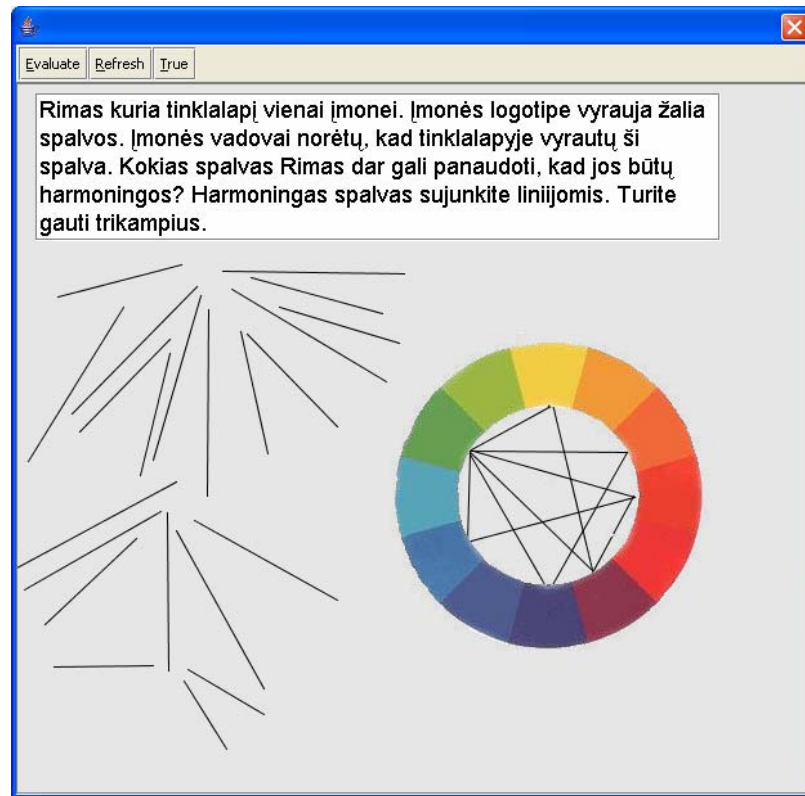 Evaluate Refresh True
Rimas kuria tinklalapį vienai įmonei. Įmonės logotipe vyrauja žalia
spalvos. Įmonės vadovai norėtų, kad tinklalapyje vyrautų ši
spalva. Kokias spalvas Rimas dar gali panaudoti, kad jos būtų
harmoningos? Harmoningas spalvas sujunkite liniijomis. Turite
gauti trikampius.